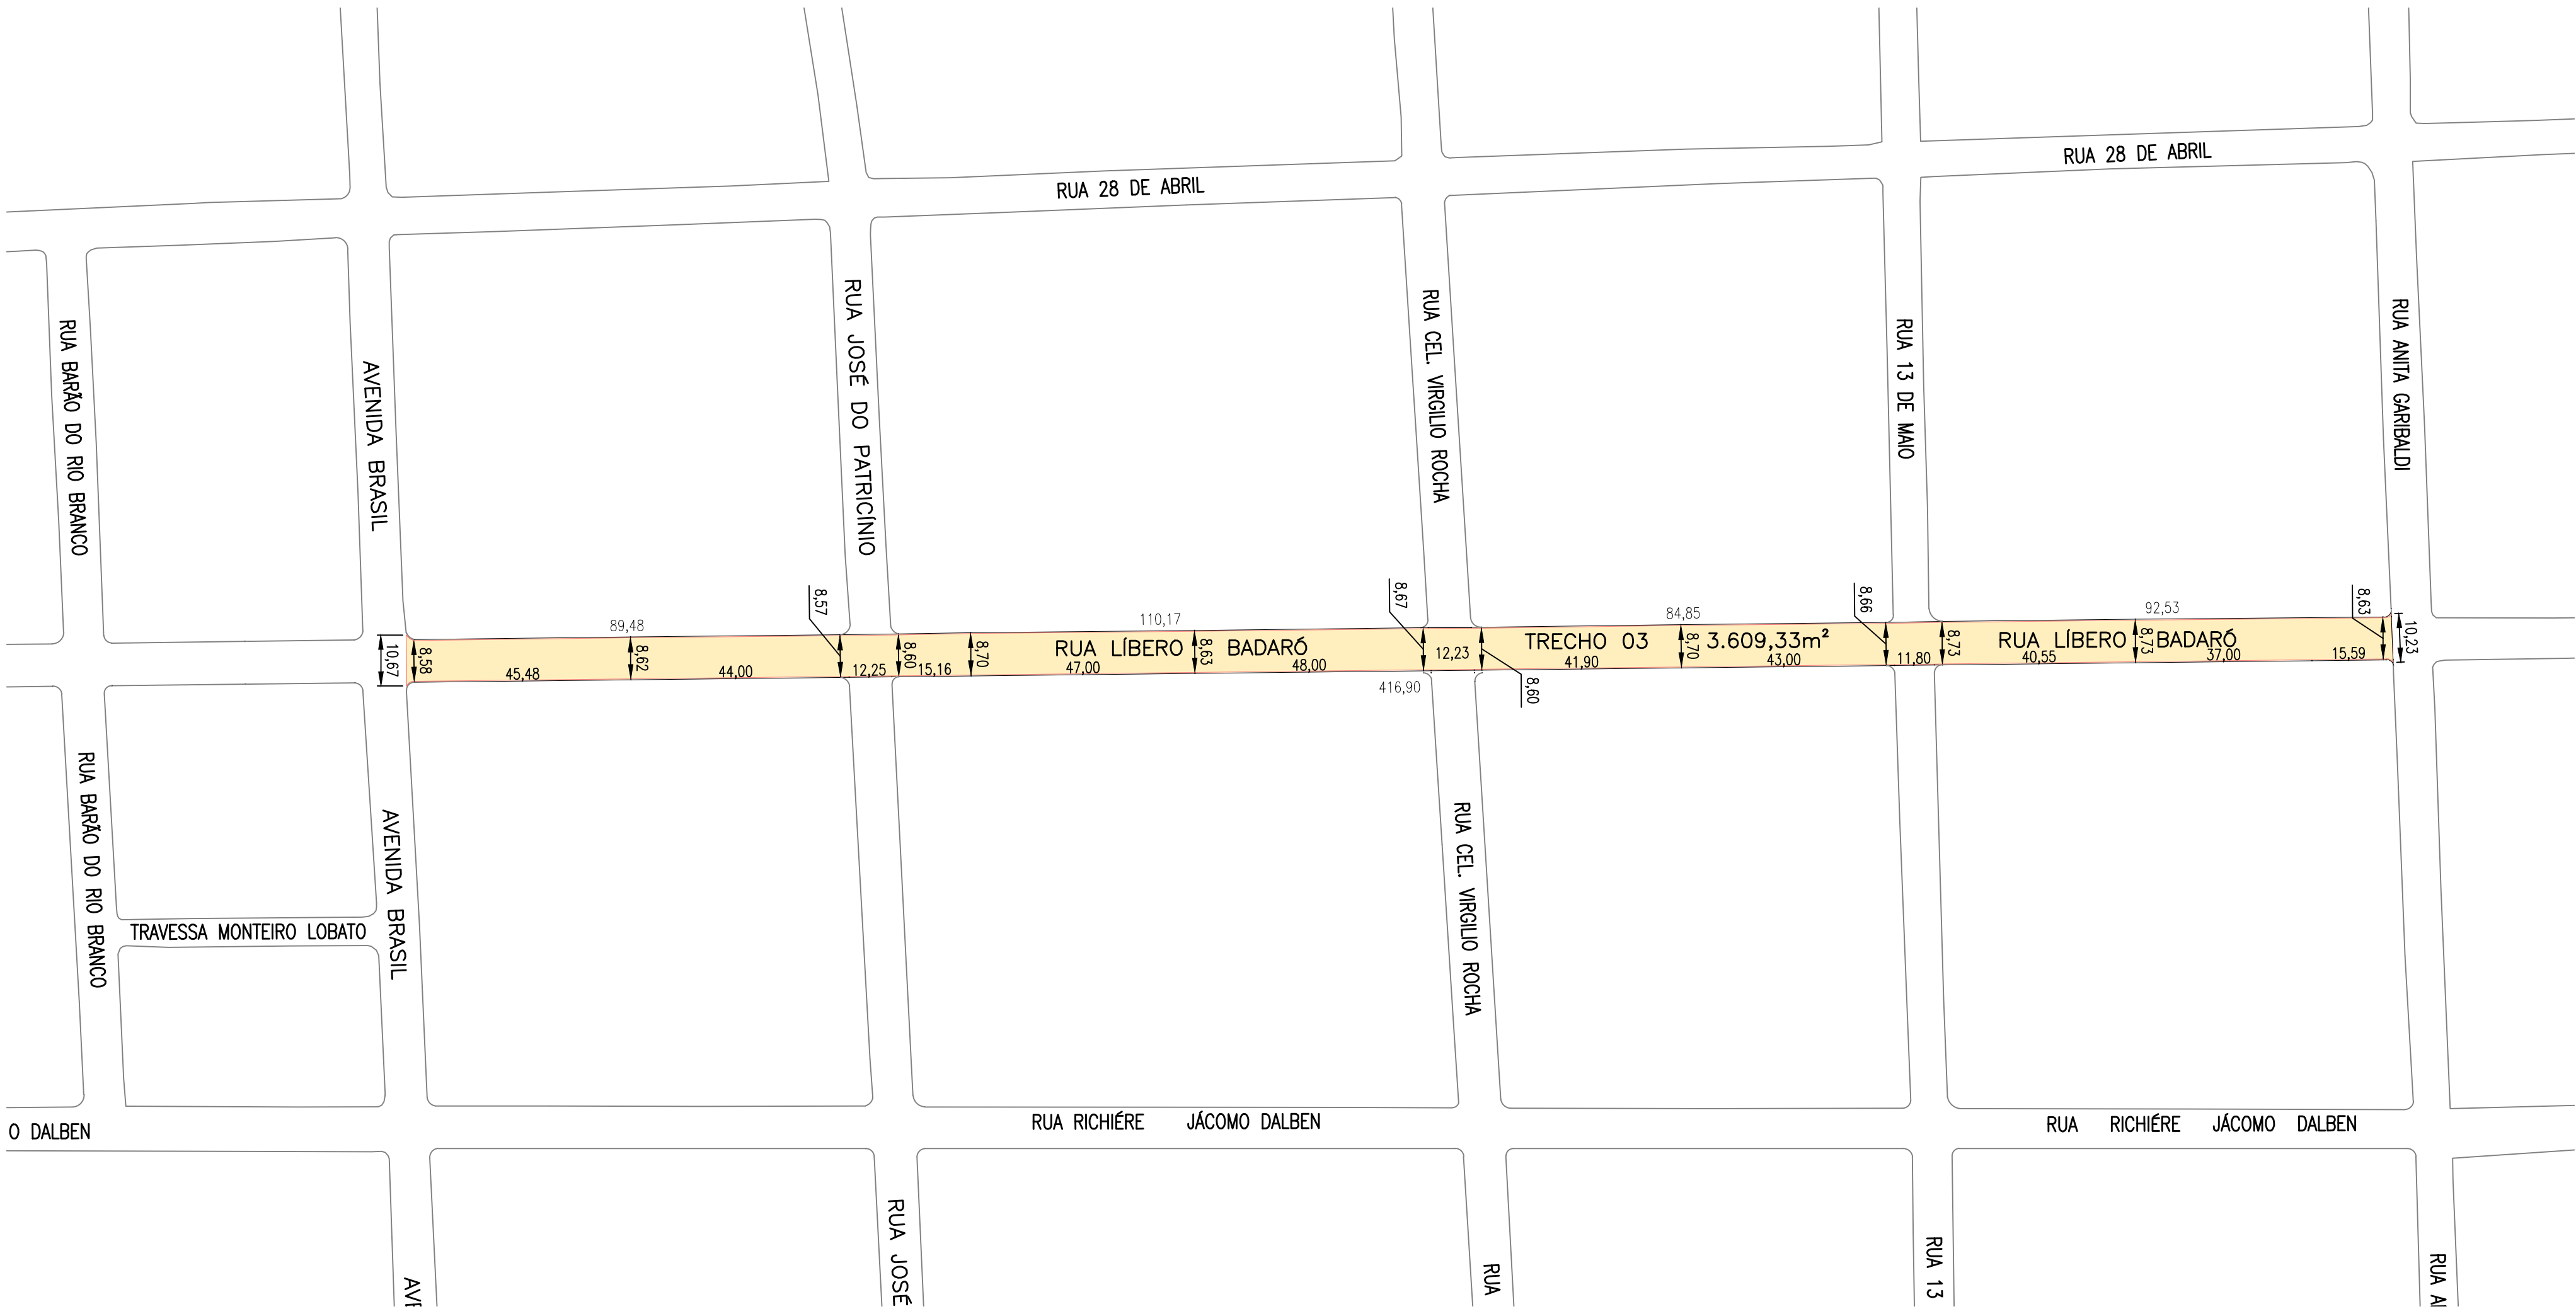 RUA 28 DE ABRIL
RUA 28 DE ABRIL
RUA BARÃO DO RIO BRANCO
AVENIDA BRASIL
RUA JOSÉ DO PATRICÍNIO
RUA CEL. VIRGILIO ROCHA
RUA 13 DE MAIO
RUA ANITA GARIBALDI
89,48
8,57
110,17
8,67
84,85
8,66
92,53
8,63
10,67
8,58
8,62
8,60
8,70
RUA LÍBERO BADARÓ
8,63
12,23
TRECHO 03 3.609,33m²
8,70
8,73
RUA LÍBERO BADARÓ
8,73
10,23
45,48
44,00
12,25
15,16
47,00
48,00
41,90
43,00
11,80
40,55
37,00
15,59
416,90
8,60
RUA BARÃO DO RIO BRANCO
AVENIDA BRASIL
RUA CEL. VIRGILIO ROCHA
TRAVESSA MONTEIRO LOBATO
O DALBEN
RUA RICHIÉRE JÁCOMO DALBEN
RUA RICHIÉRE JÁCOMO DALBEN
AVE
RUA JOSÉ
RUA
RUA 13
RUA A